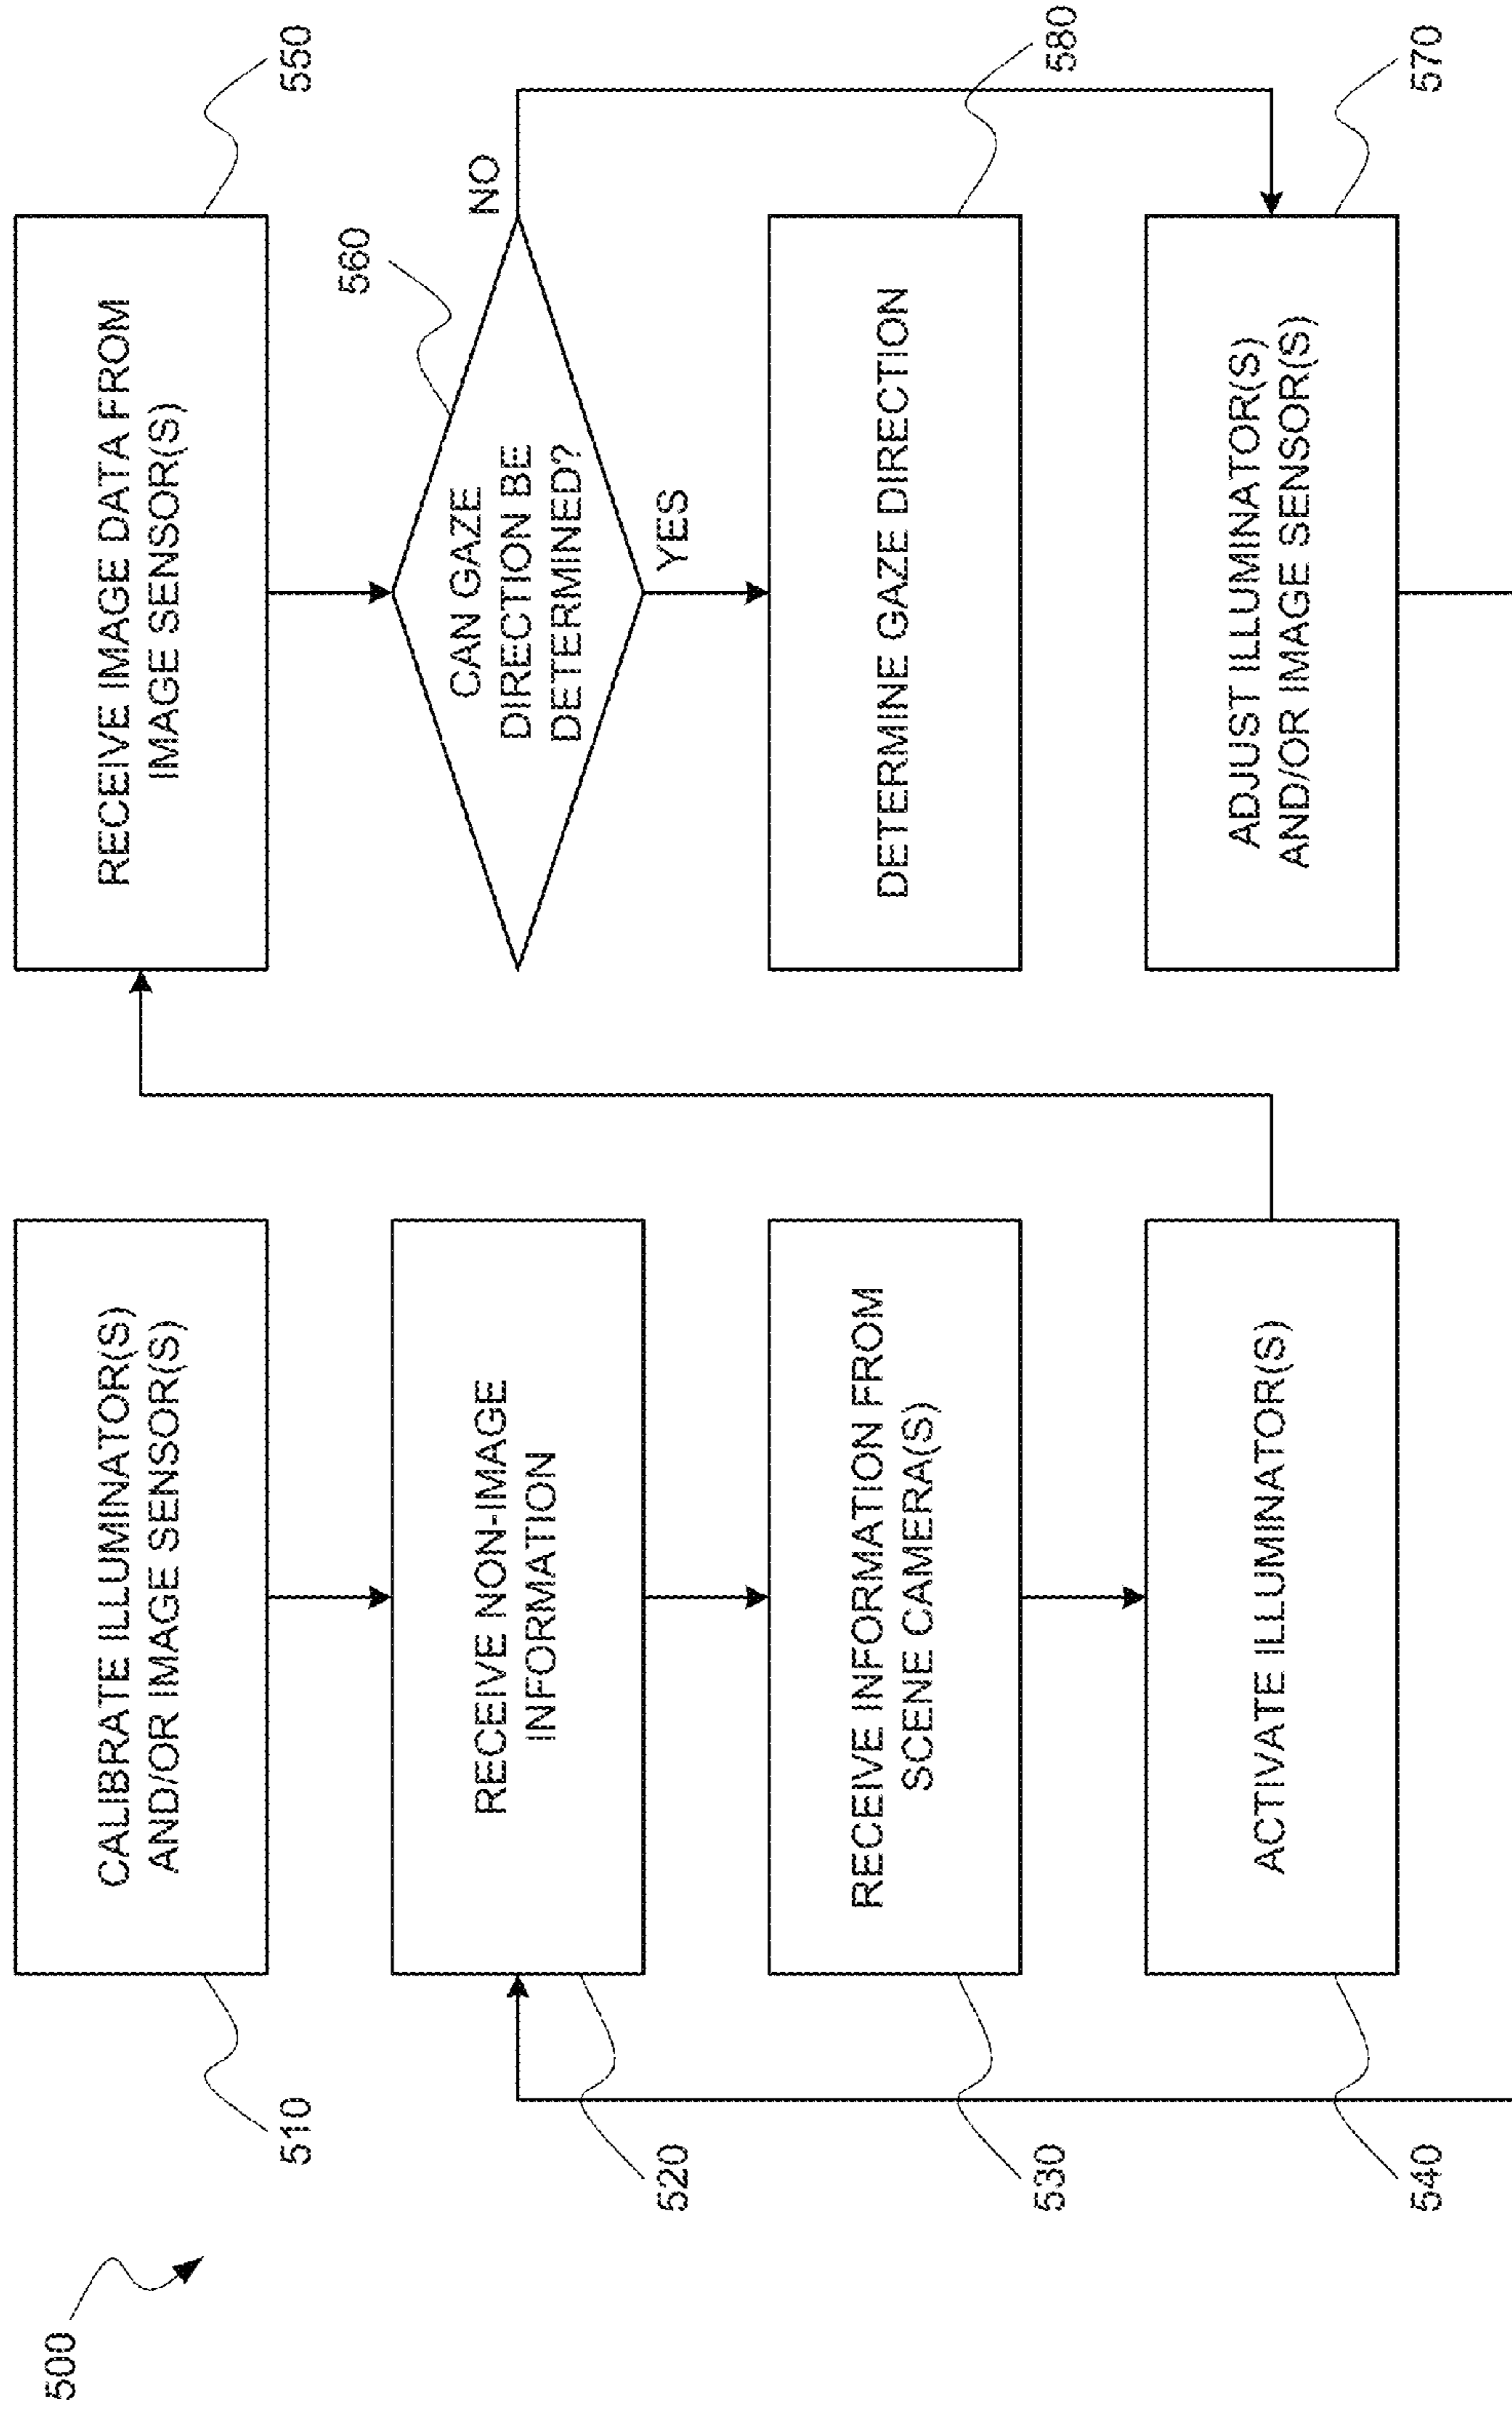 500
510
CALIBRATE ILLUMINATOR(S)
AND/OR IMAGE SENSOR(S)
520
RECEIVE NON-IMAGE
INFORMATION
530
RECEIVE INFORMATION FROM
SCENE CAMERA(S)
540
ACTIVATE ILLUMINATOR(S)
550
RECEIVE IMAGE DATA FROM
IMAGE SENSOR(S)
560
CAN GAZE
DIRECTION BE
DETERMINED?
NO
YES
580
DETERMINE GAZE DIRECTION
570
ADJUST ILLUMINATOR(S)
AND/OR IMAGE SENSOR(S)